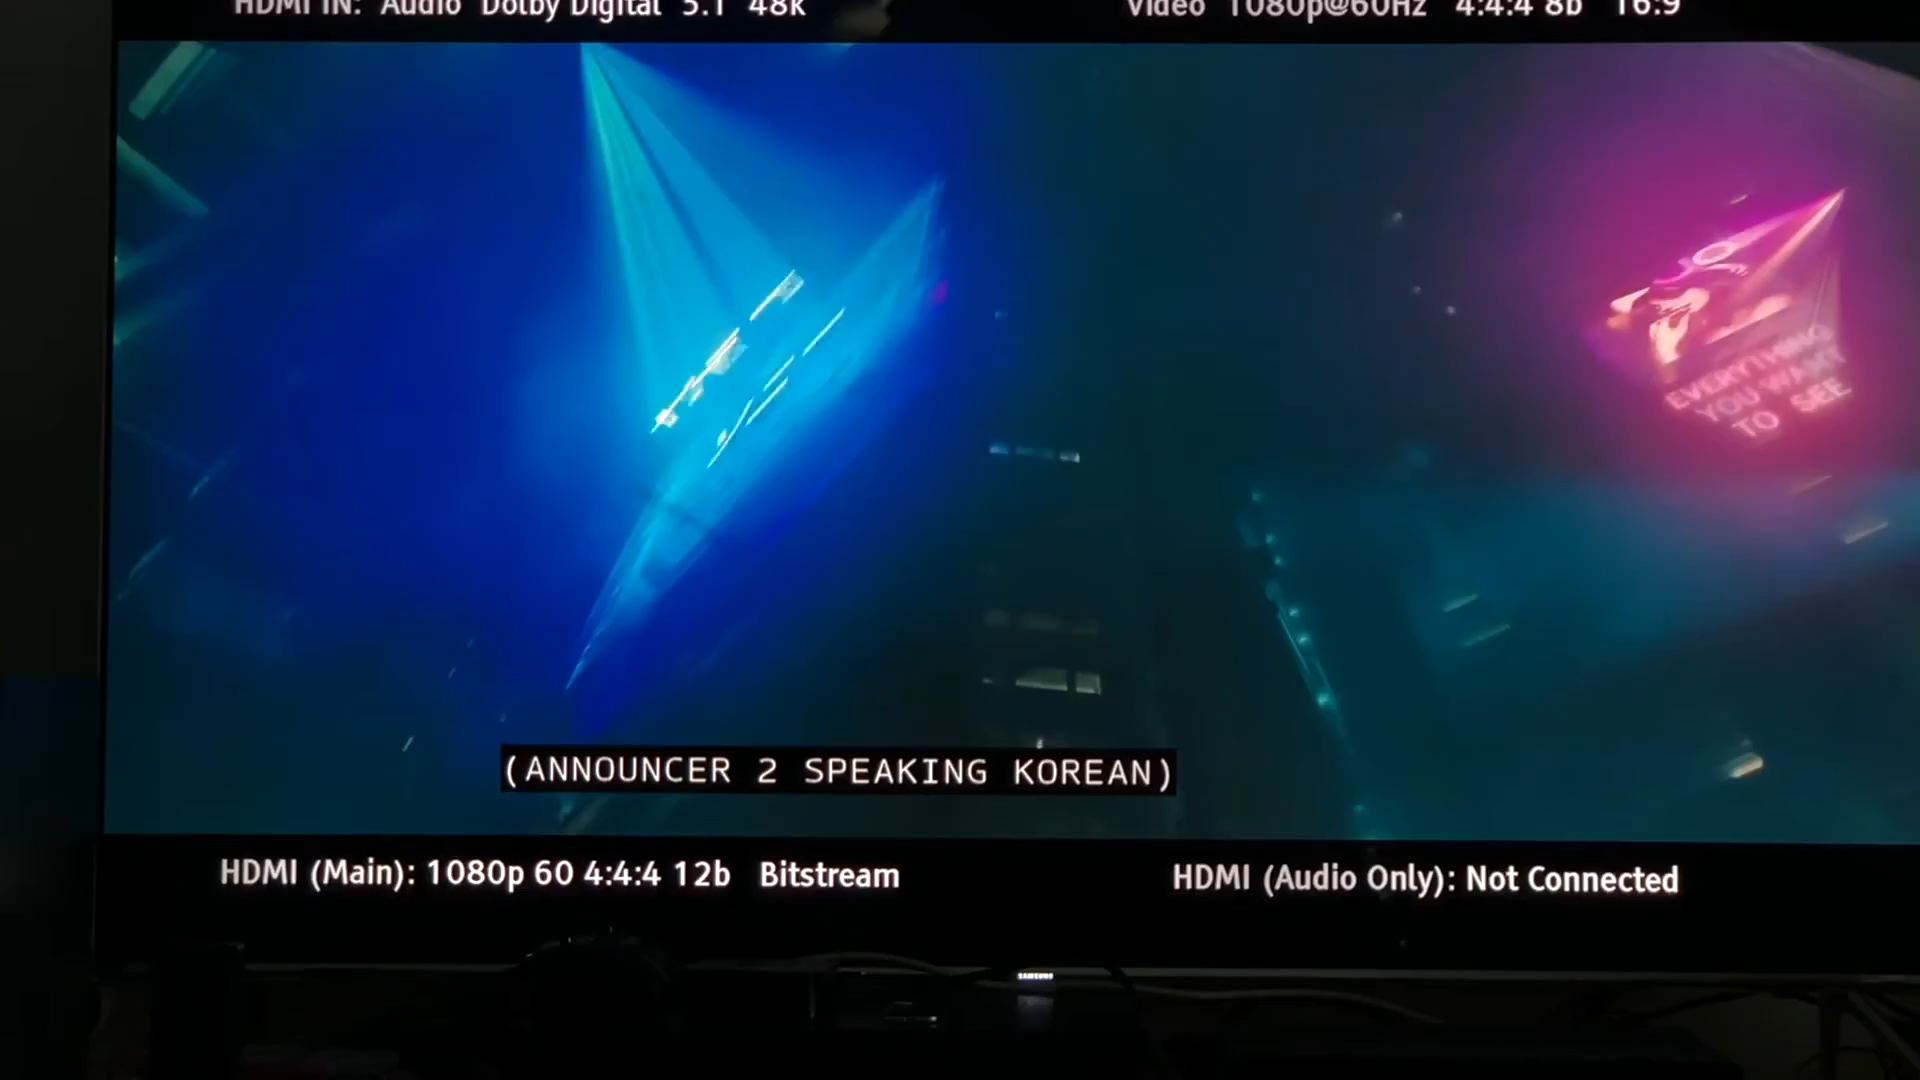 HDMI IN: Audio Dolby Digital 5.1 48k Video 1080p@60Hz 4:4:4 8b 16:9
EVERYTHING
YOU WANT
TO SEE
(ANNOUNCER 2 SPEAKING KOREAN)
HDMI (Main): 1080p 60 4:4:4 12b Bitstream HDMI (Audio Only): Not Connected
SAMSUNG